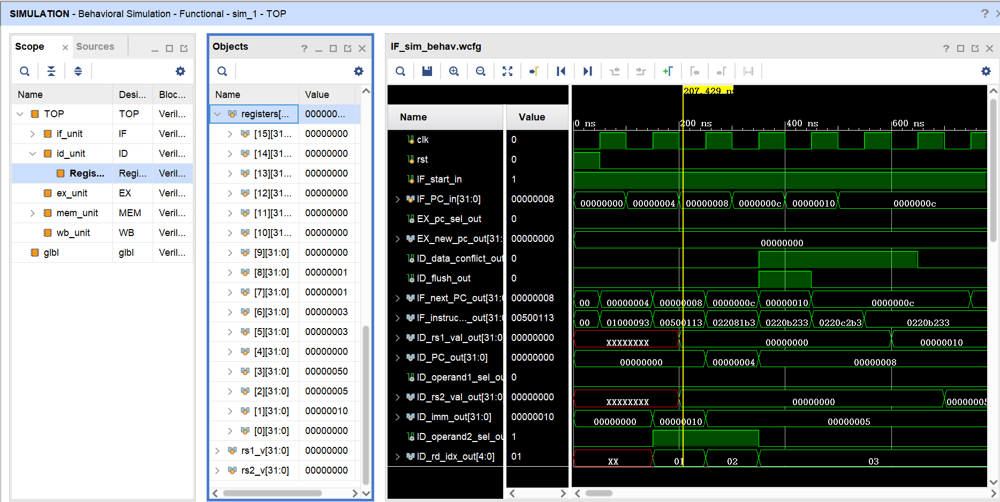 SIMULATION - Behavioral Simulation - Functional - sim_1 - TOP
Scope
Sources
Name Desi... Bloc...
TOP TOP Veril...
if_unit IF Veril...
id_unit ID Veril...
Regis... Regi... Veril...
ex_unit EX Veril...
mem_unit MEM Veril...
wb_unit WB Veril...
glbl glbl Veril...
Objects
Name Value
registers[... 000000...
[15][31... 00000000
[14][31... 00000000
[13][31... 00000000
[12][31... 00000000
[11][31... 00000000
[10][31... 00000000
[9][31:0] 00000000
[8][31:0] 00000001
[7][31:0] 00000001
[6][31:0] 00000003
[5][31:0] 00000003
[4][31:0] 00000000
[3][31:0] 00000050
[2][31:0] 00000005
[1][31:0] 00000010
[0][31:0] 00000000
rs1_v[31:0] 00000000
rs2_v[31:0] 00000000
IF_sim_behav.wcfg
207.429 ns
Name Value 0 ns 200 ns 400 ns 600 ns
clk 0
rst 0
IF_start_in 1
IF_PC_in[31:0] 00000008 00000000 00000004 00000008 0000000c 00000010 0000000c
EX_pc_sel_out 0
EX_new_pc_out[31: 00000000 00000000
ID_data_conflict_out 0
ID_flush_out 0
IF_next_PC_out[31:0 00000008 00 00000004 00000008 0000000c 00000010 0000000c
IF_instruc..._out[31:0 00500113 00 01000093 00500113 022081b3 0220b233 0220c2b3 0220b233
ID_rs1_val_out[31:0] 00000000 XXXXXXXX 00000000 00000010
ID_PC_out[31:0] 00000000 00000000 00000004 00000008
ID_operand1_sel_ou 0
ID_rs2_val_out[31:0] 00000000 XXXXXXXX 00000000 00000005
ID_imm_out[31:0] 00000010 00000000 00000010 00000005
ID_operand2_sel_ou 1
ID_rd_idx_out[4:0] 01 XX 01 02 03